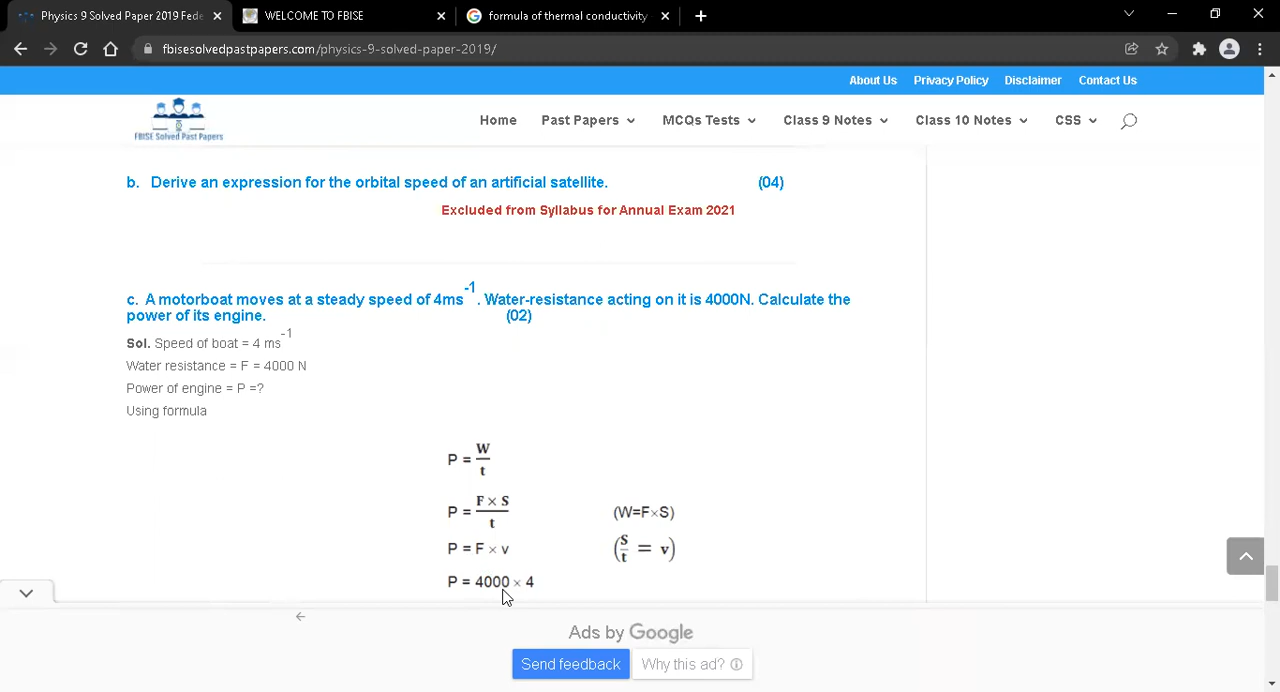 Physics 9 Solved Paper 2019 Fede
WELCOME TO FBISE
formula of thermal conductivity
fbisesolvedpastpapers.com/physics-9-solved-paper-2019/
About Us Privacy Policy Disclaimer Contact Us
FBISE Solved Past Papers
Home Past Papers MCQs Tests Class 9 Notes Class 10 Notes CSS
b. Derive an expression for the orbital speed of an artificial satellite. (04)
Excluded from Syllabus for Annual Exam 2021
c. A motorboat moves at a steady speed of 4ms⁻¹. Water-resistance acting on it is 4000N. Calculate the
power of its engine. (02)
Sol. Speed of boat = 4 ms⁻¹
Water resistance = F = 4000 N
Power of engine = P =?
Using formula
P = W/t
P = F × S/t (W=F×S)
P = F × v (S/t = v)
P = 4000 × 4
Ads by Google
Send feedback Why this ad?